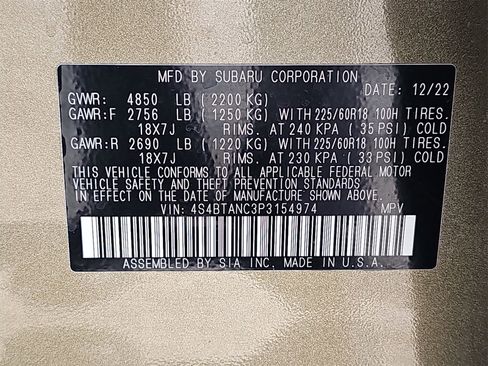 MFD BY SUBARU CORPORATION
DATE: 12/22
GVWR: 4850 LB ( 2200 KG)
GAWR:F 2756 LB ( 1250 KG) WITH 225/60R18 100H TIRES.
18X7J RIMS. AT 240 KPA ( 35 PSI) COLD
GAWR:R 2690 LB ( 1220 KG) WITH 225/60R18 100H TIRES.
18X7J RIMS. AT 230 KPA ( 33 PSI) COLD
THIS VEHICLE CONFORMS TO ALL APPLICABLE FEDERAL MOTOR
VEHICLE SAFETY AND THEFT PREVENTION STANDARDS
IN EFFECT ON THE DATE OF MANUFACTURE SHOWN ABOVE.
VIN: 4S4BTANC3P3154974 MPV
ASSEMBLED BY SIA INC. MADE IN U.S.A.